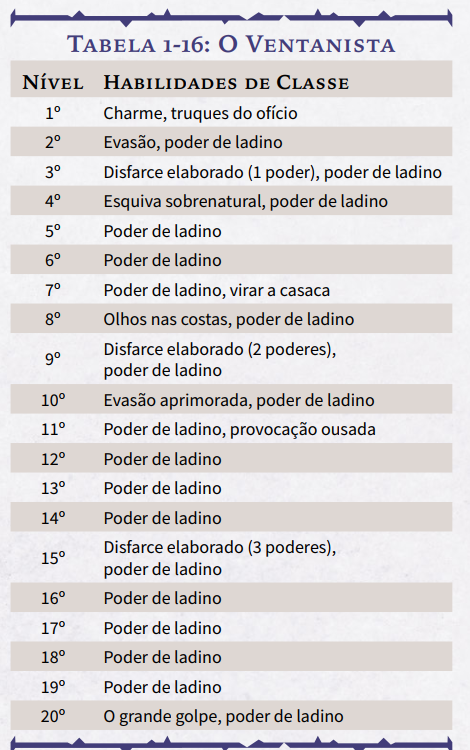 Tabela 1-16: O Ventanista
Nível Habilidades de Classe
1º Charme, truques do ofício
2º Evasão, poder de ladino
3º Disfarce elaborado (1 poder), poder de ladino
4º Esquiva sobrenatural, poder de ladino
5º Poder de ladino
6º Poder de ladino
7º Poder de ladino, virar a casaca
8º Olhos nas costas, poder de ladino
9º Disfarce elaborado (2 poderes),
poder de ladino
10º Evasão aprimorada, poder de ladino
11º Poder de ladino, provocação ousada
12º Poder de ladino
13º Poder de ladino
14º Poder de ladino
15º Disfarce elaborado (3 poderes),
poder de ladino
16º Poder de ladino
17º Poder de ladino
18º Poder de ladino
19º Poder de ladino
20º O grande golpe, poder de ladino